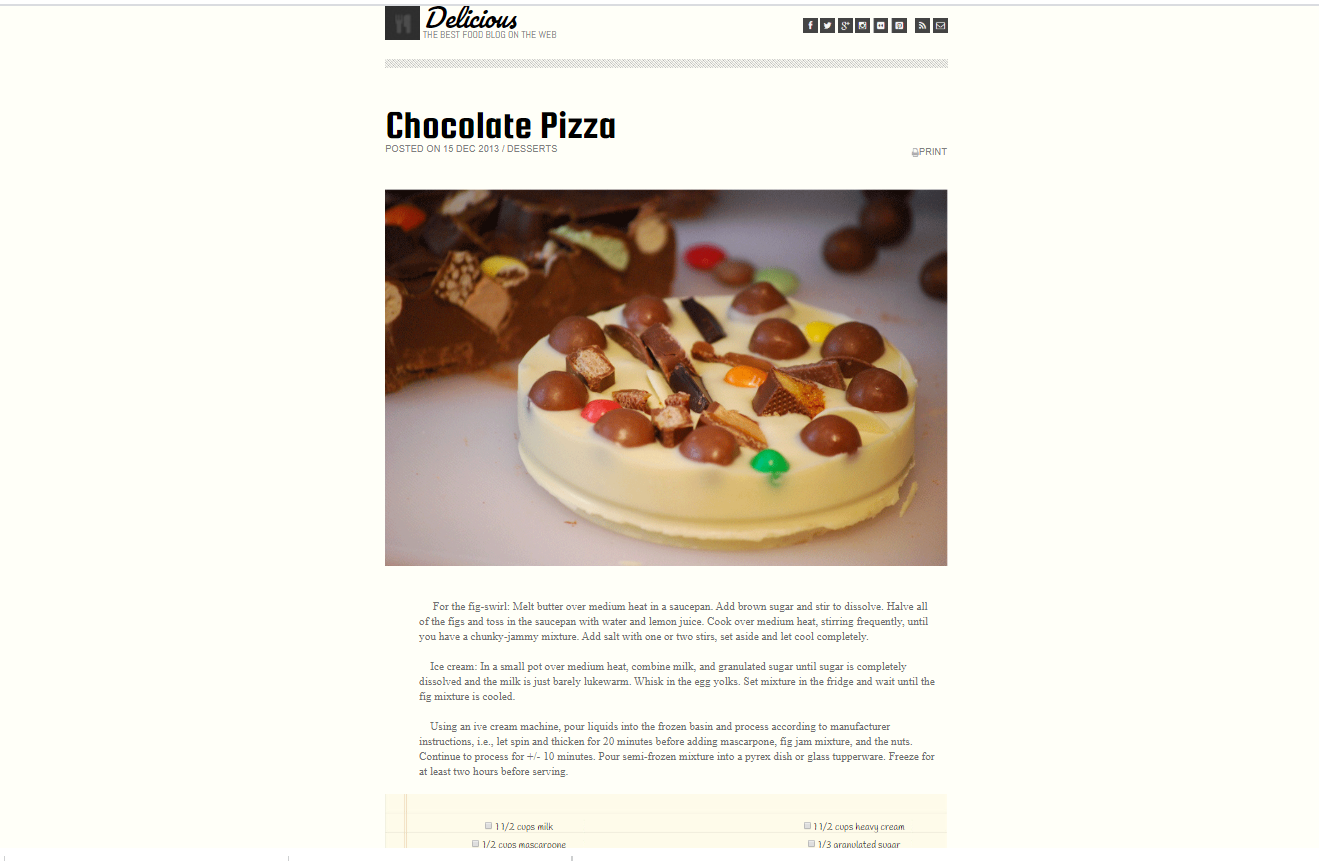 Delicious
THE BEST FOOD BLOG ON THE WEB
Chocolate Pizza
POSTED ON 15 DEC 2013 / DESSERTS
PRINT
For the fig-swirl: Melt butter over medium heat in a saucepan. Add brown sugar and stir to dissolve. Halve all
of the figs and toss in the saucepan with water and lemon juice. Cook over medium heat, stirring frequently, until
you have a chunky-jammy mixture. Add salt with one or two stirs, set aside and let cool completely.
Ice cream: In a small pot over medium heat, combine milk, and granulated sugar until sugar is completely
dissolved and the milk is just barely lukewarm. Whisk in the egg yolks. Set mixture in the fridge and wait until the
fig mixture is cooled.
Using an ive cream machine, pour liquids into the frozen basin and process according to manufacturer
instructions, i.e., let spin and thicken for 20 minutes before adding mascarpone, fig jam mixture, and the nuts.
Continue to process for +/- 10 minutes. Pour semi-frozen mixture into a pyrex dish or glass tupperware. Freeze for
at least two hours before serving.
1 1/2 cups milk 1 1/2 cups heavy cream
1/2 cups mascarpone 1/3 granulated sugar